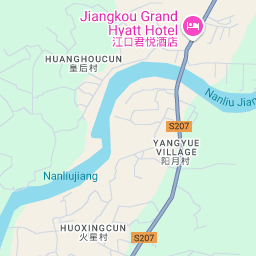 Jiangkou Grand
Hyatt Hotel
江口君悦酒店
HUANGHOUCUN
皇后村
Nanliu Jian
S207
YANGYUE
VILLAGE
阳月村
Nanliujiang
HUOXINGCUN
火星村
S207